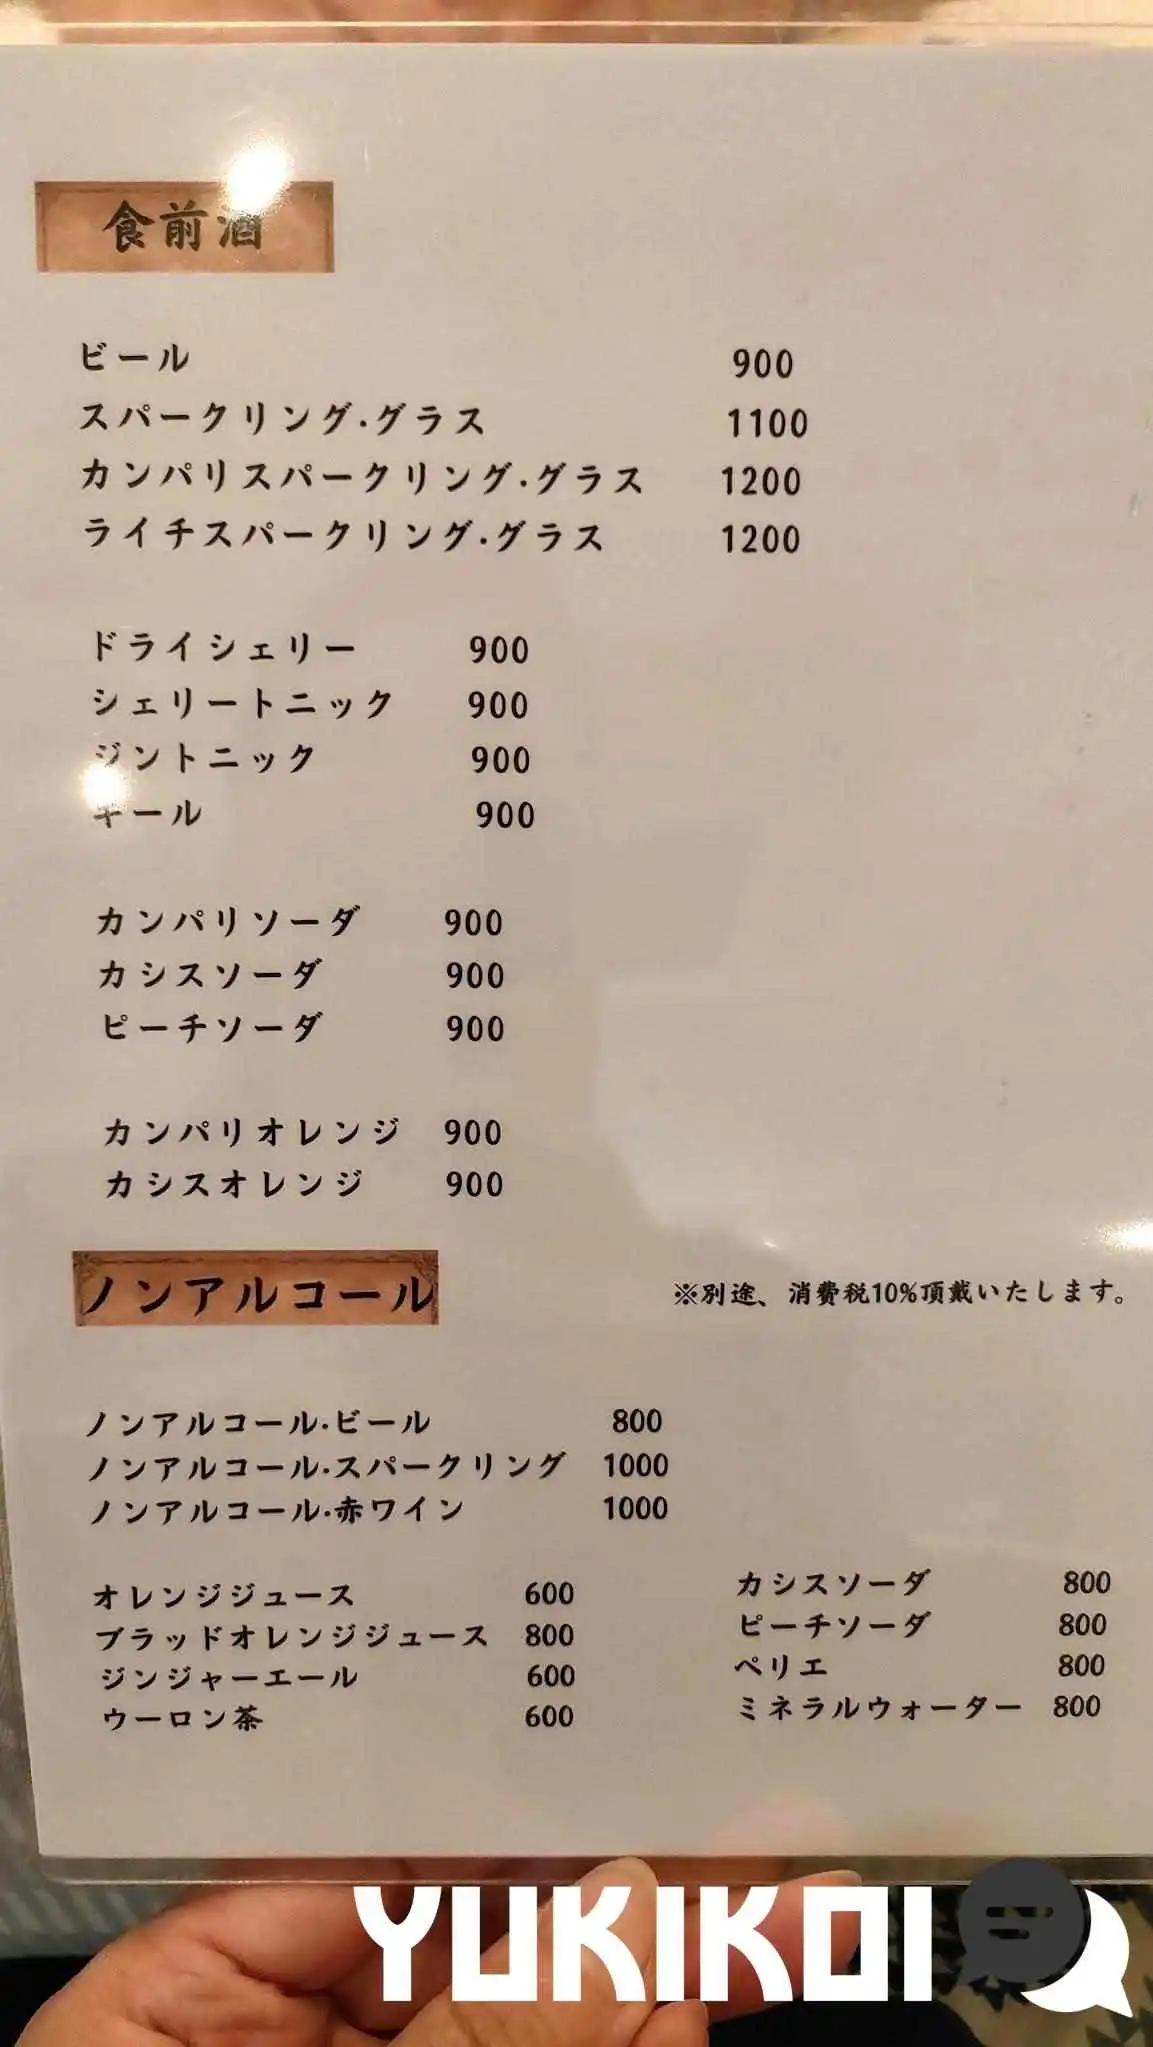 食前酒
ビール 900
スパークリング・グラス 1100
カンパリスパークリング・グラス 1200
ライチスパークリング・グラス 1200
ドライシェリー 900
シェリートニック 900
ジントニック 900
キール 900
カンパリソーダ 900
カシスソーダ 900
ピーチソーダ 900
カンパリオレンジ 900
カシスオレンジ 900
ノンアルコール
※別途、消費税10%頂戴いたします。
ノンアルコール・ビール 800
ノンアルコール・スパークリング 1000
ノンアルコール・赤ワイン 1000
オレンジジュース 600
ブラッドオレンジジュース 800
ジンジャーエール 600
ウーロン茶 600
カシスソーダ 800
ピーチソーダ 800
ペリエ 800
ミネラルウォーター 800
YUKIKOI